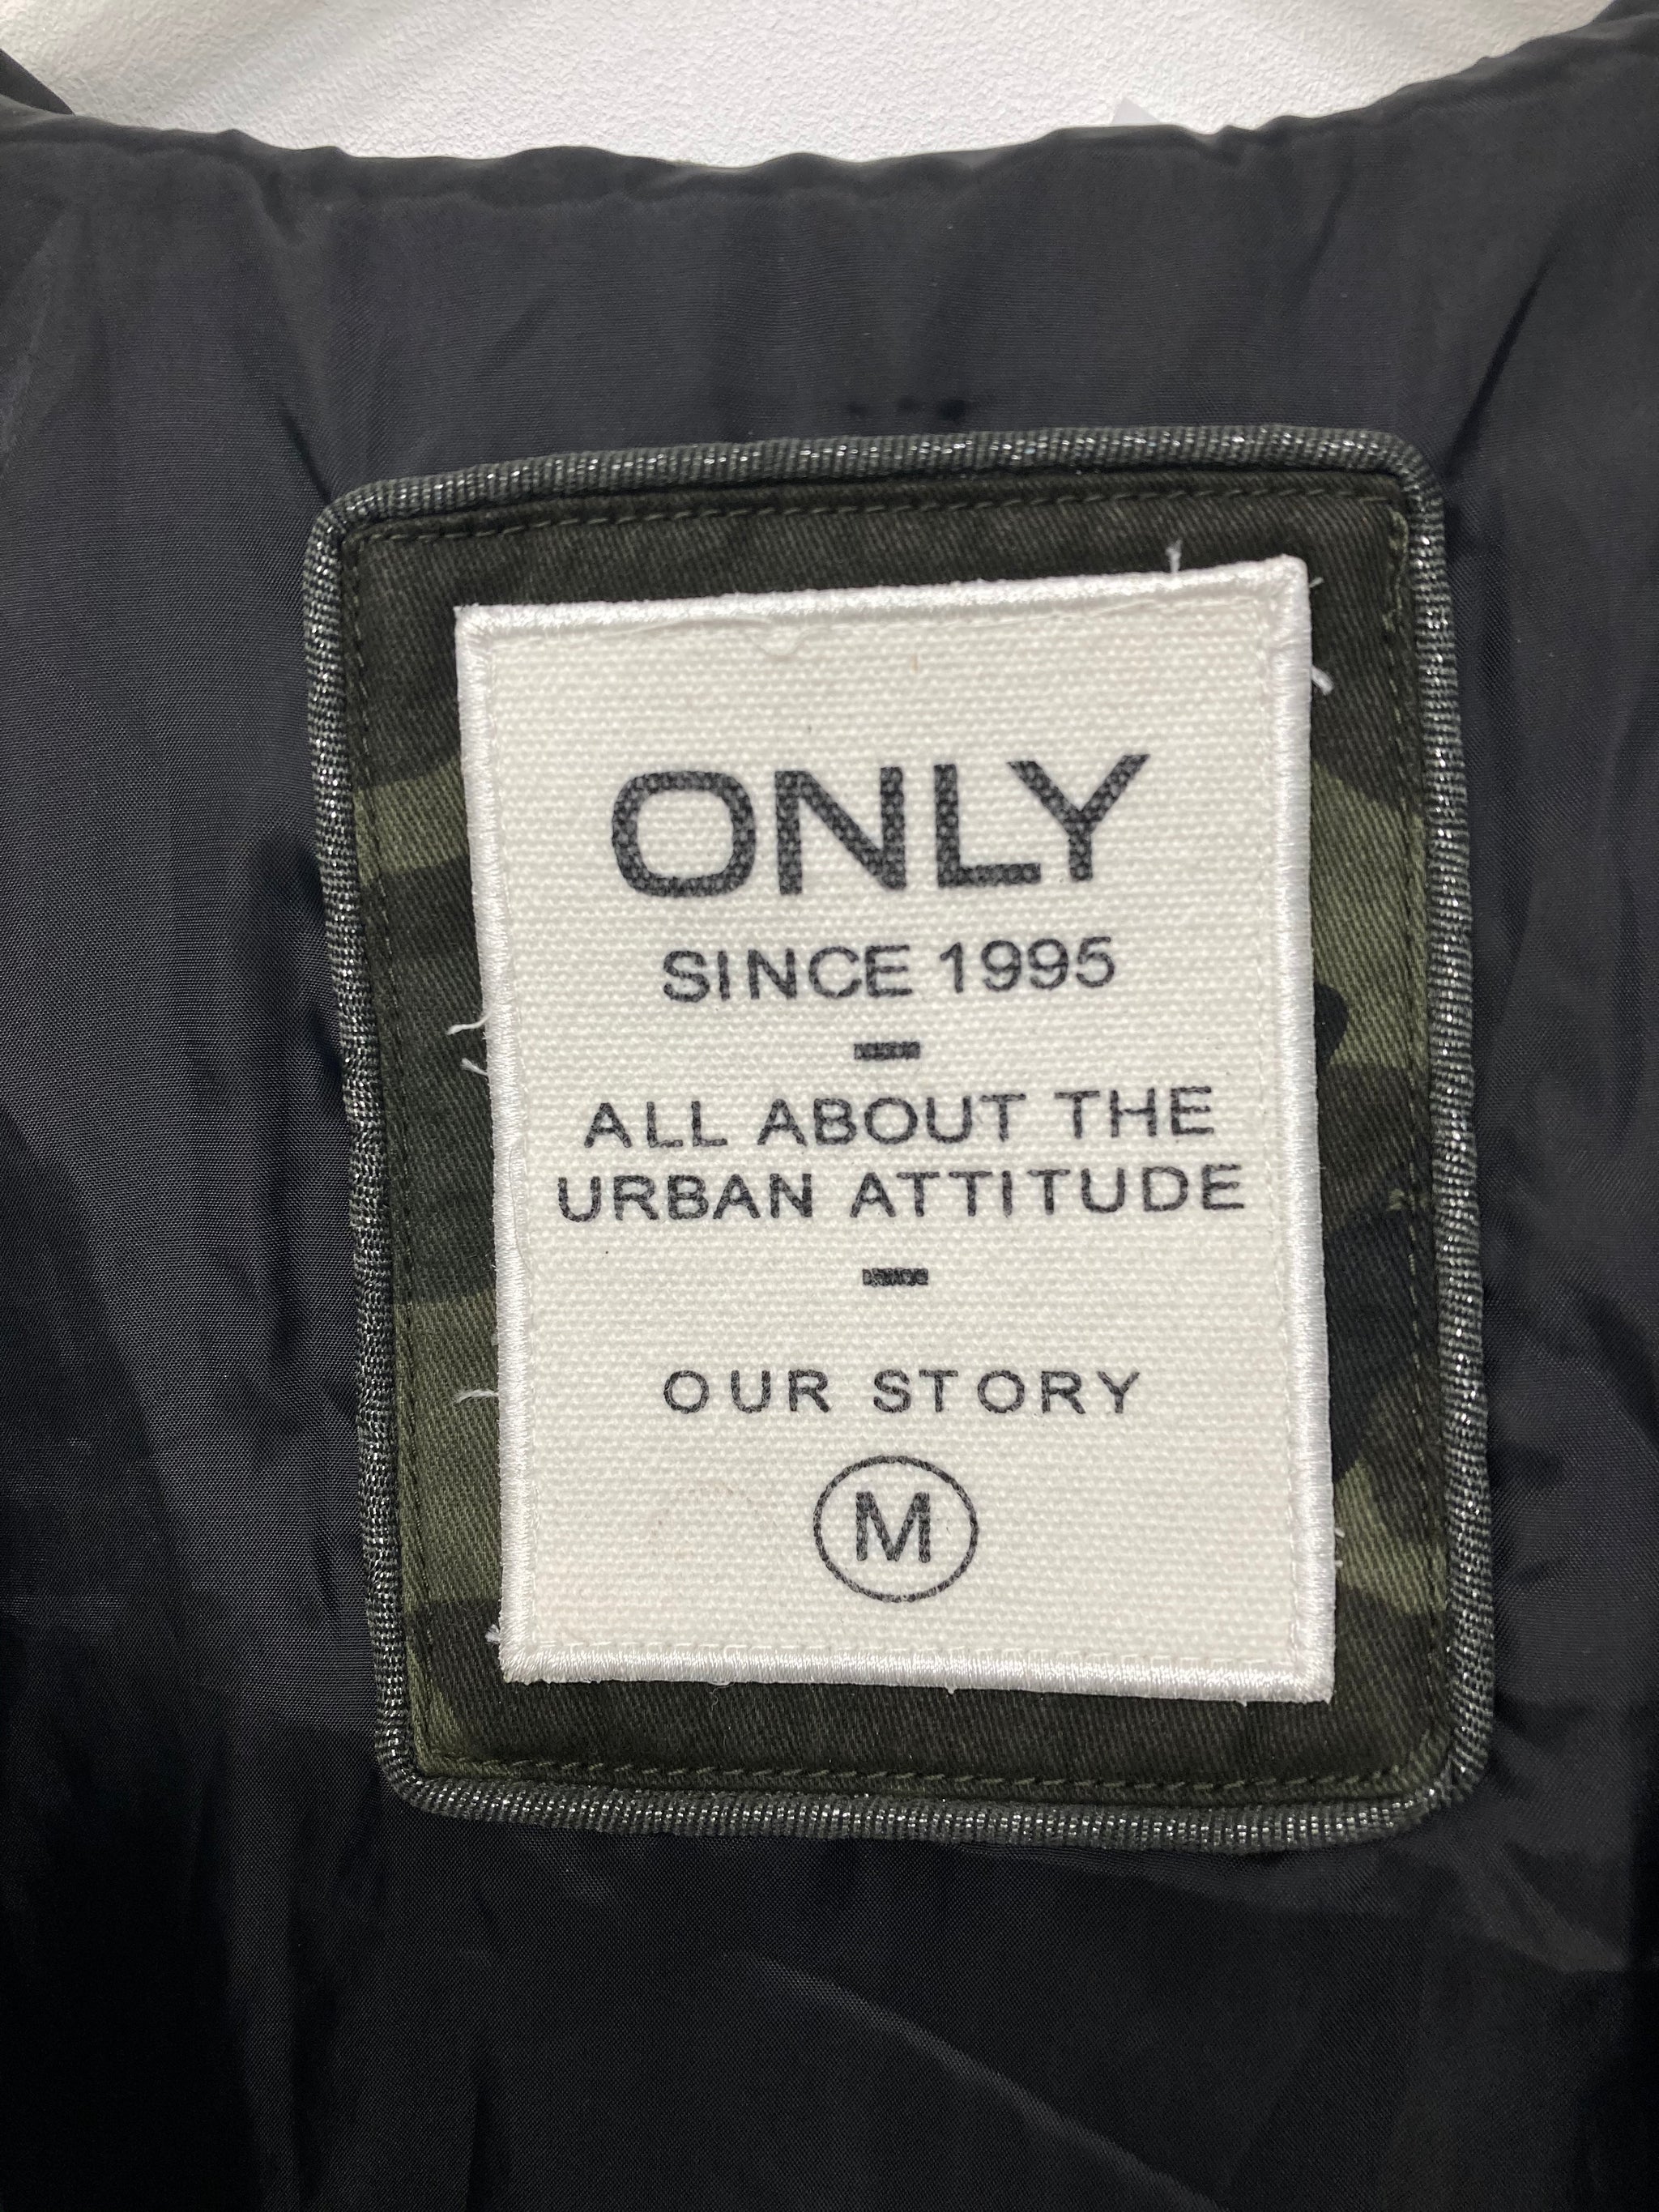 ONLY
SINCE 1995
ALL ABOUT THE
URBAN ATTITUDE
OUR STORY
M